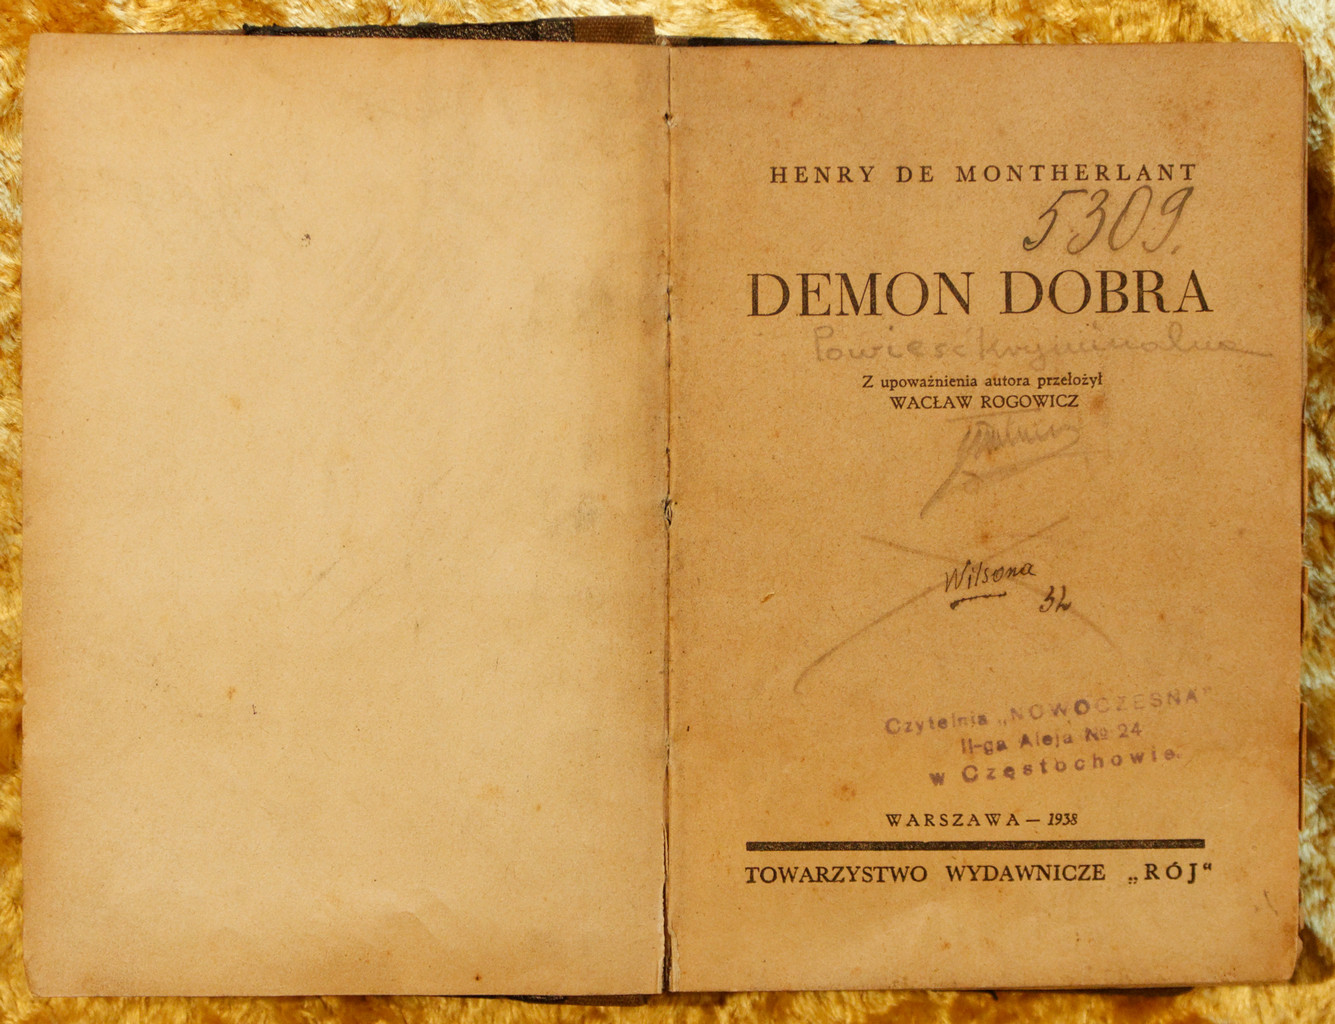 HENRY DE MONTHERLANT
5309.
DEMON DOBRA
Powieść kryminalna
Z upoważnienia autora przełożył
WACŁAW ROGOWICZ
Wilsona
32
Czytelnia „NOWOCZESNA"
II-ga Aleja № 24
w Częstochowie.
WARSZAWA — 1938
TOWARZYSTWO WYDAWNICZE „RÓJ"